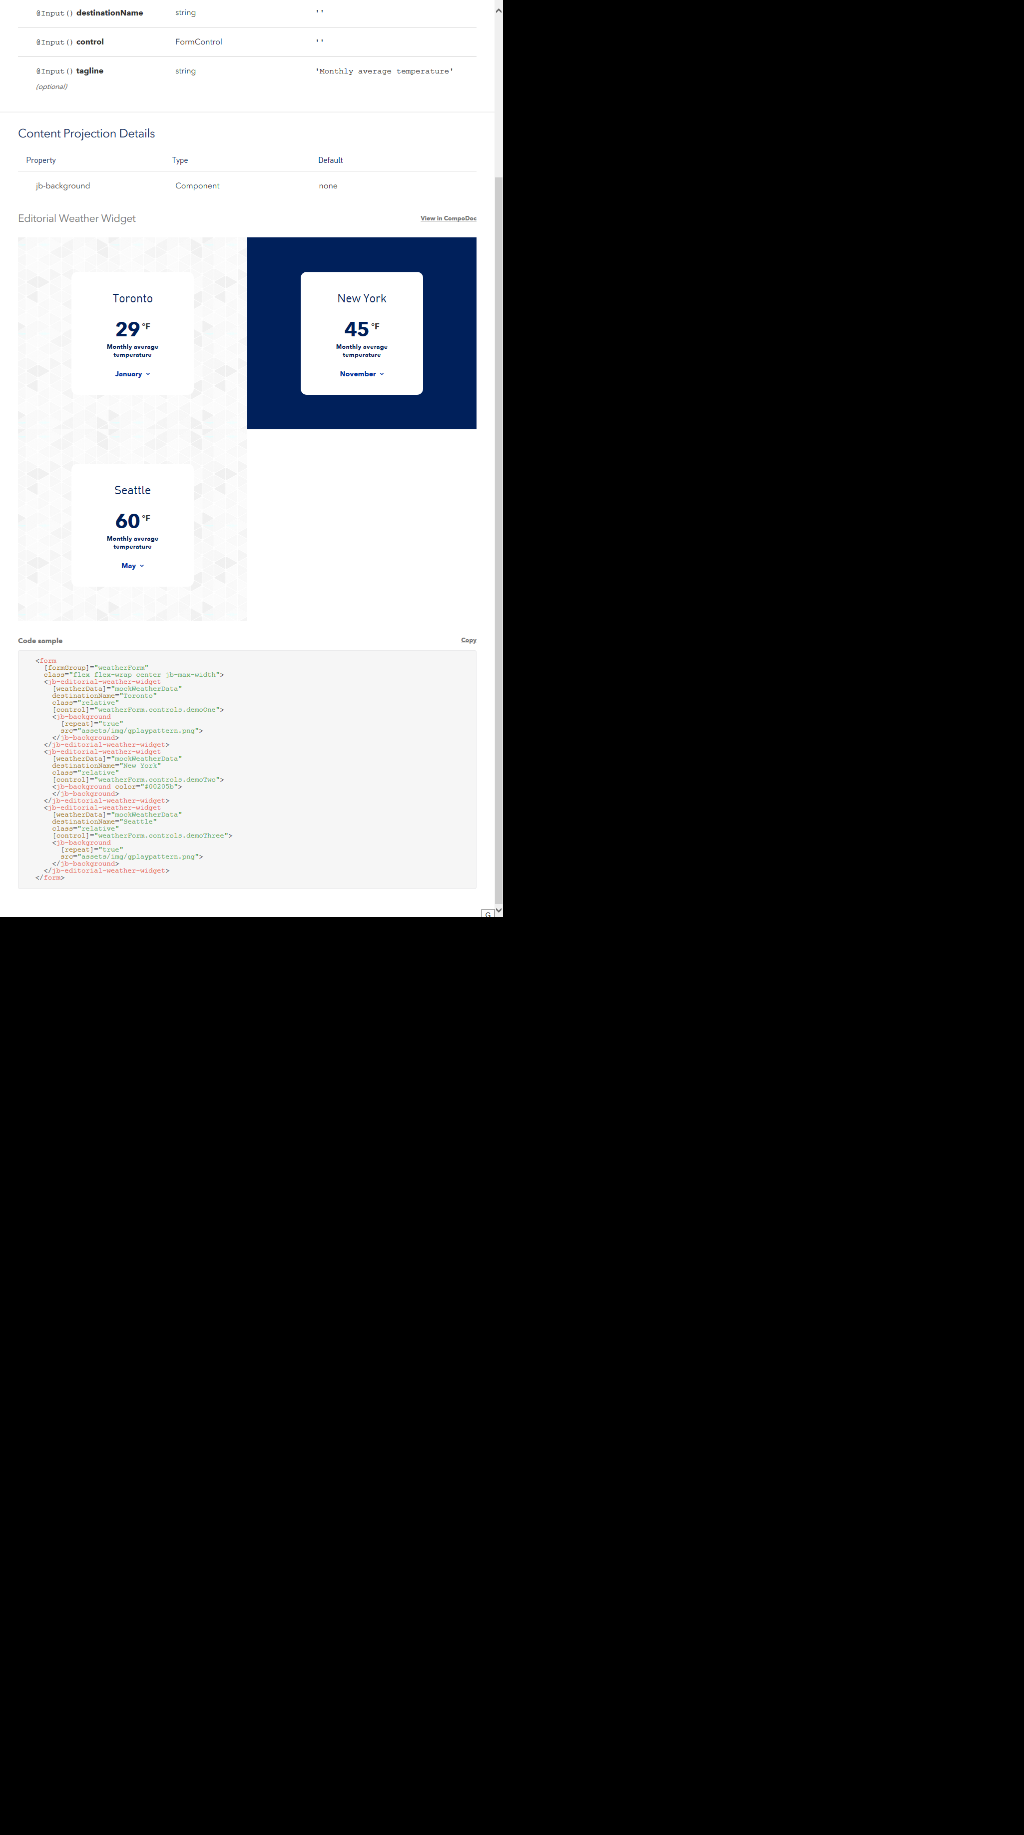 @Input() destinationName string ''
@Input() control FormControl ''
@Input() tagline string 'Monthly average temperature'
(optional)
Content Projection Details
Property Type Default
jb-background Component none
Editorial Weather Widget View in CompoDoc
Toronto
29 °F
Monthly average
temperature
January
New York
45 °F
Monthly average
temperature
November
Seattle
60 °F
Monthly average
temperature
May
Code sample Copy
<form
[formGroup]="weatherForm"
class="flex flex-wrap center jb-max-width">
<jb-editorial-weather-widget
[weatherData]="mockWeatherData"
destinationName="Toronto"
class="relative"
[control]="weatherForm.controls.demoOne">
<jb-background
[repeat]="true"
src="assets/img/gplaypattern.png">
</jb-background>
</jb-editorial-weather-widget>
<jb-editorial-weather-widget
[weatherData]="mockWeatherData"
destinationName="New York"
class="relative"
[control]="weatherForm.controls.demoTwo">
<jb-background color="#00205b">
</jb-background>
</jb-editorial-weather-widget>
<jb-editorial-weather-widget
[weatherData]="mockWeatherData"
destinationName="Seattle"
class="relative"
[control]="weatherForm.controls.demoThree">
<jb-background
[repeat]="true"
src="assets/img/gplaypattern.png">
</jb-background>
</jb-editorial-weather-widget>
</form>
G